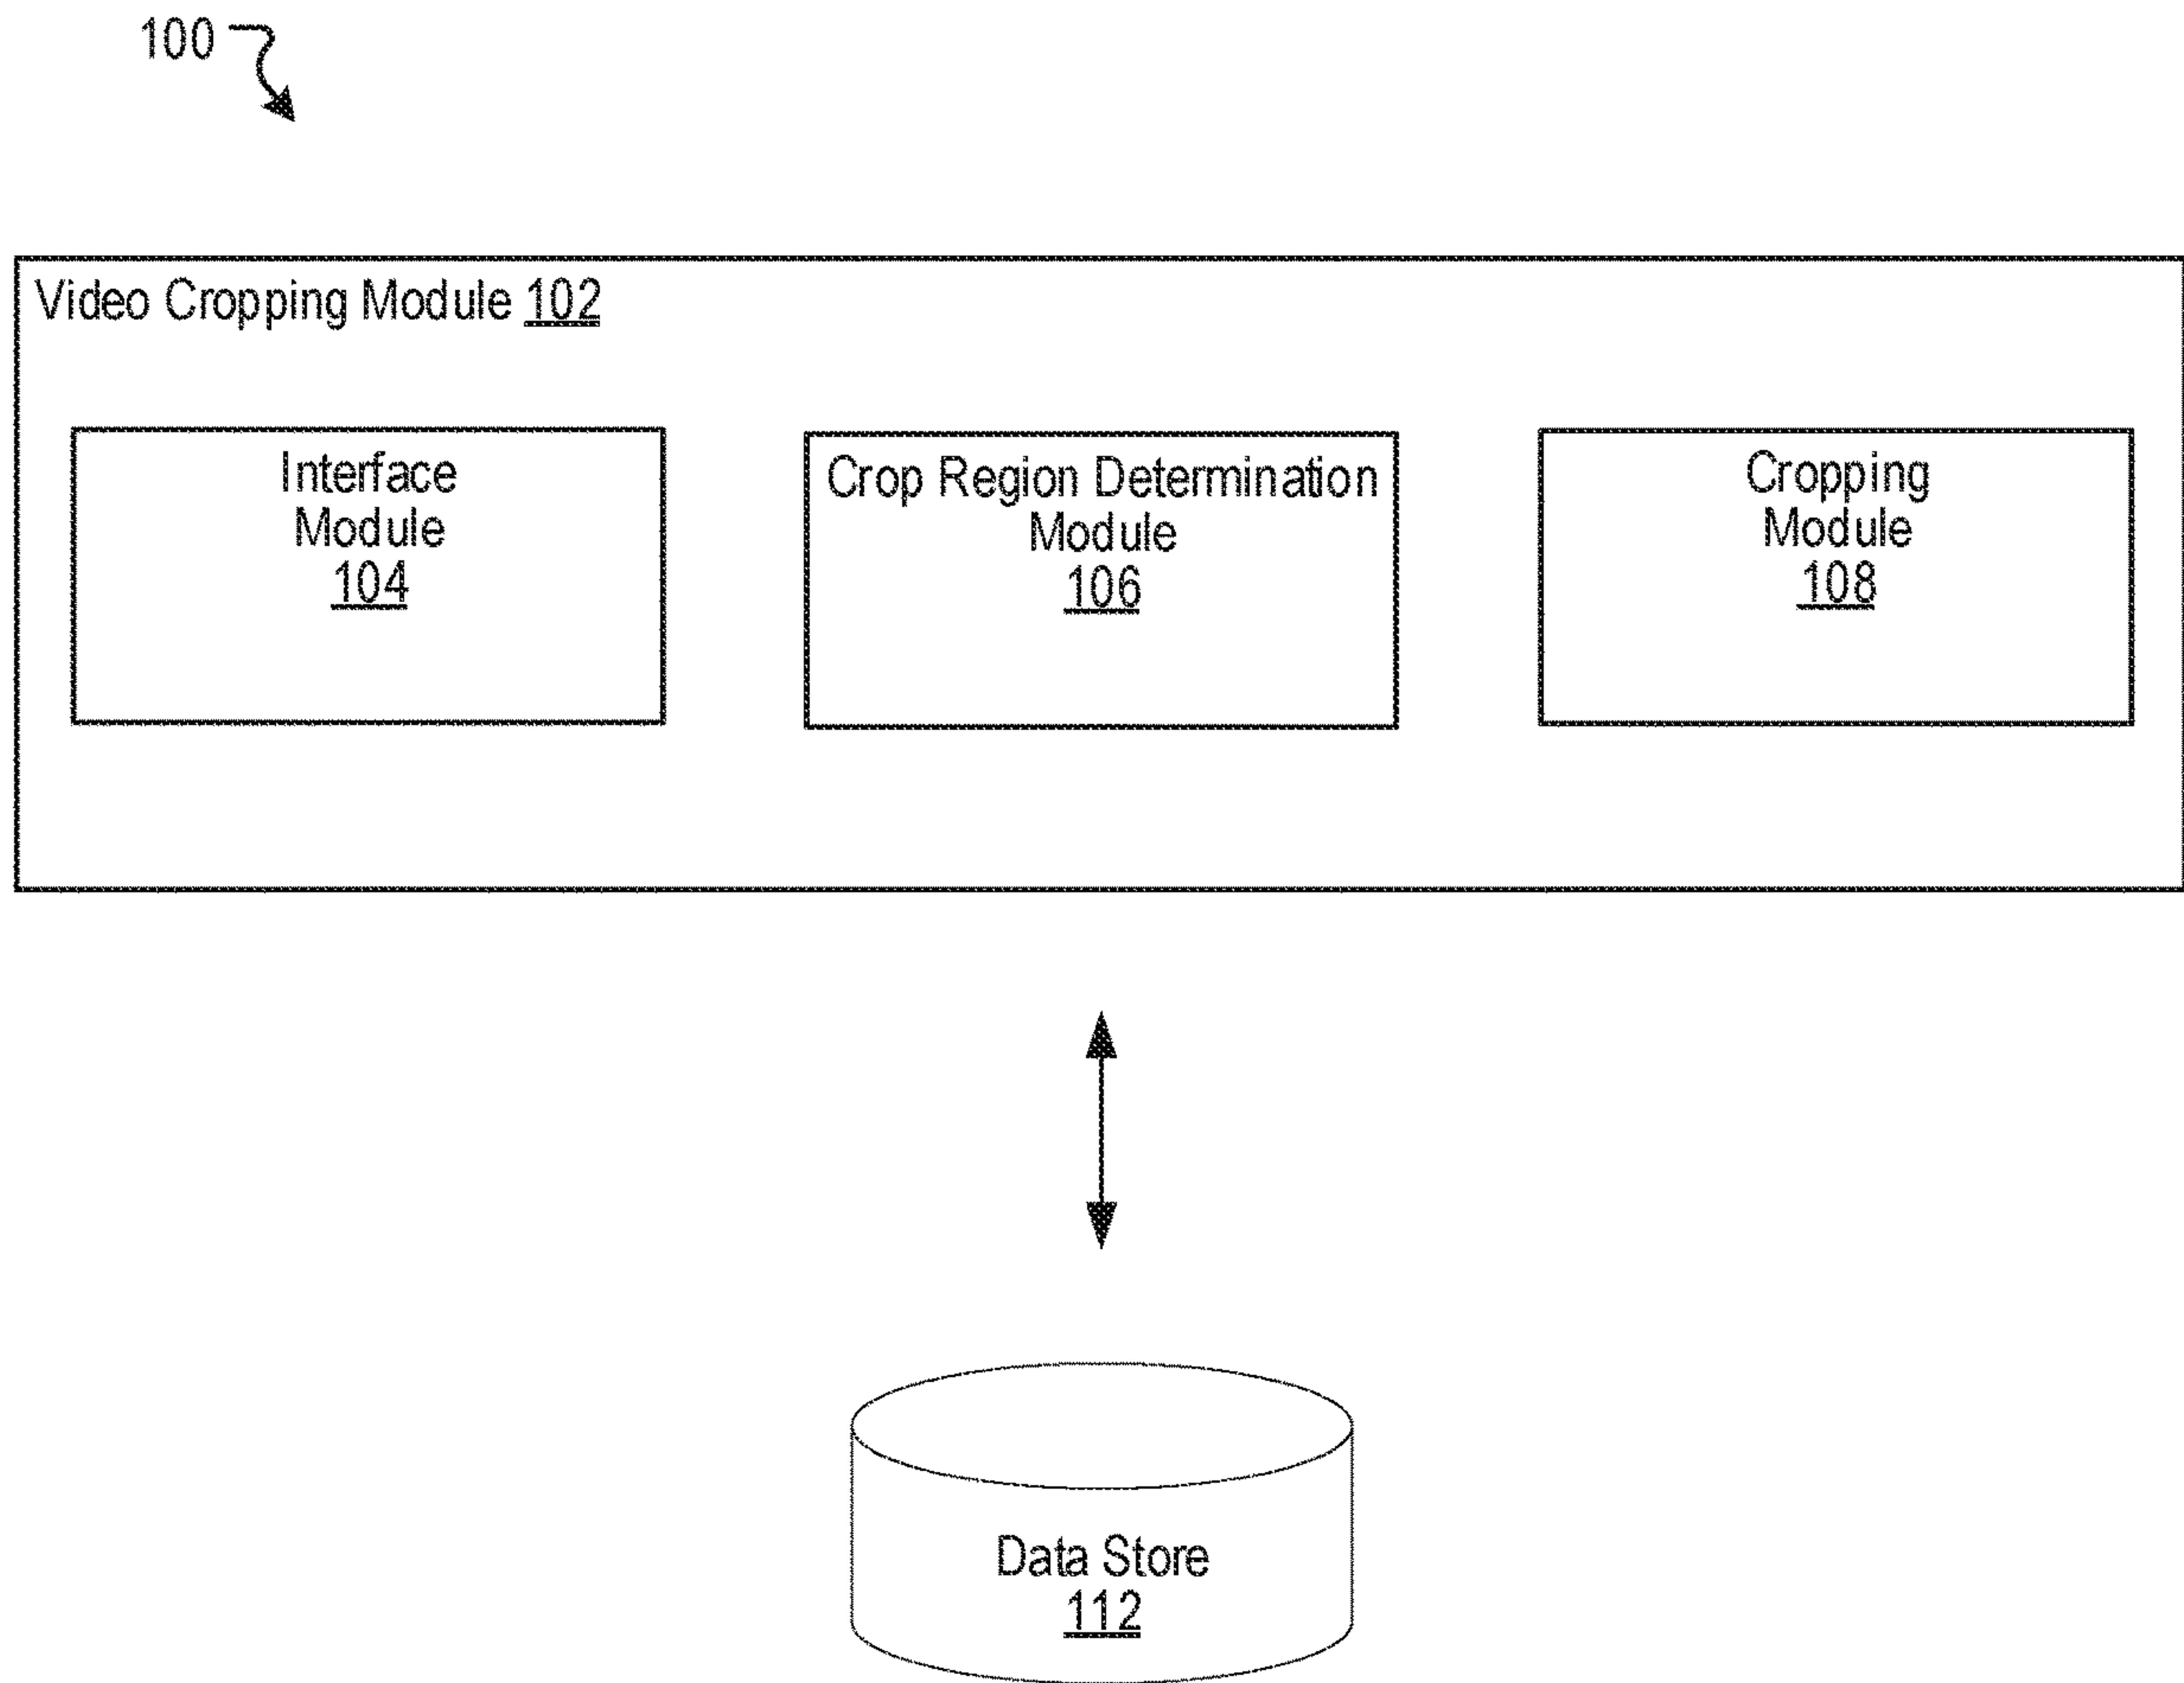 100
Video Cropping Module 102
Interface
Module
104
Crop Region Determination
Module
106
Cropping
Module
108
Data Store
112